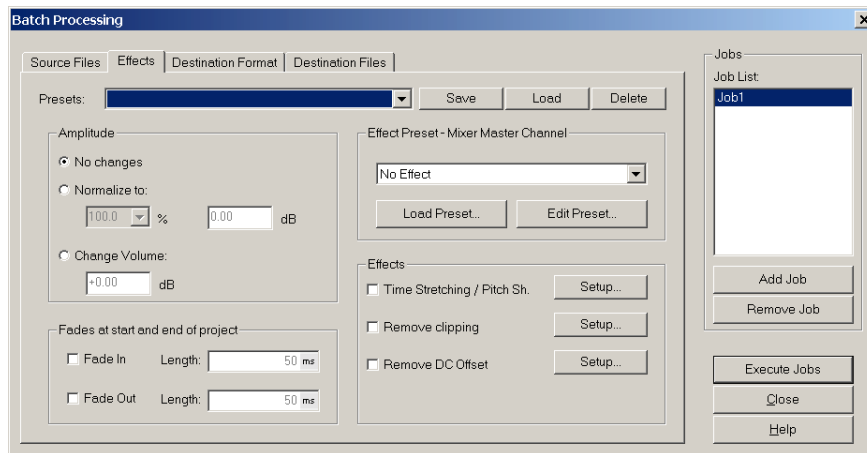 Batch Processing
Source Files Effects Destination Format Destination Files
Presets: Save Load Delete
Amplitude
No changes
Normalize to:
100.0 % 0.00 dB
Change Volume:
+0.00 dB
Fades at start and end of project
Fade In Length: 50 ms
Fade Out Length: 50 ms
Effect Preset - Mixer Master Channel
No Effect
Load Preset... Edit Preset...
Effects
Time Stretching / Pitch Sh. Setup...
Remove clipping Setup...
Remove DC Offset Setup...
Jobs
Job List:
Job1
Add Job
Remove Job
Execute Jobs
Close
Help